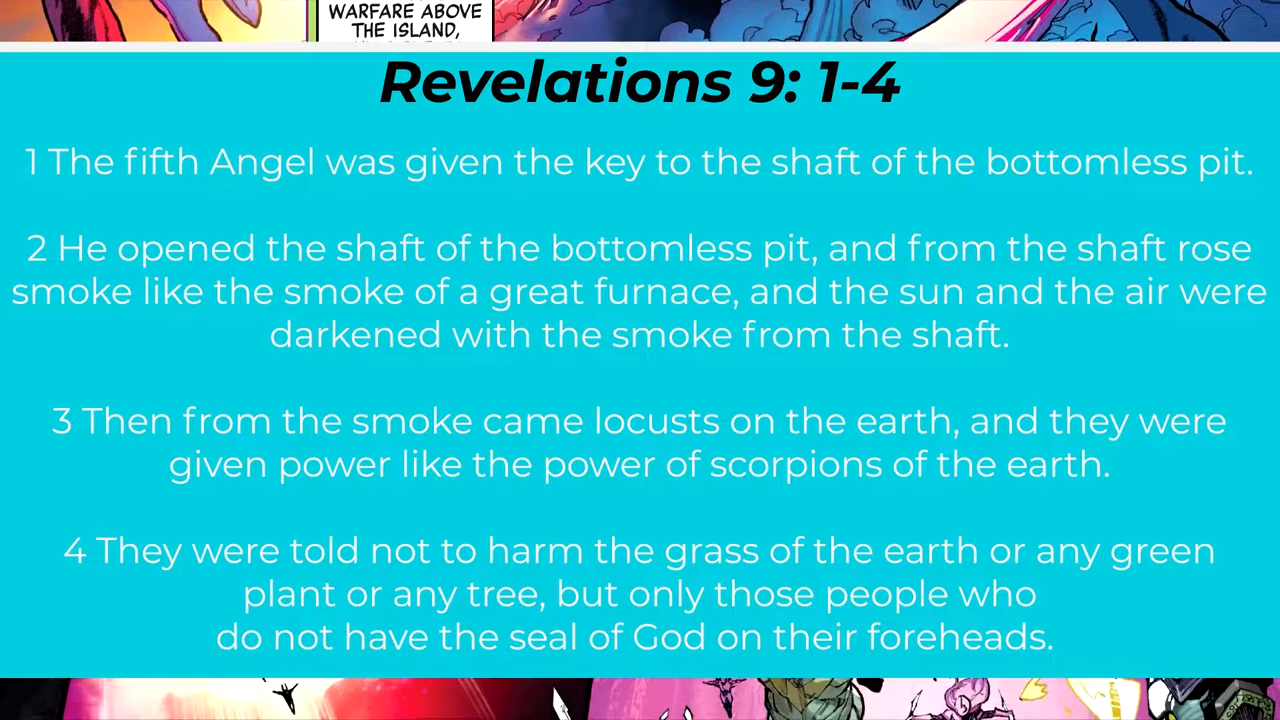 WARFARE ABOVE
THE ISLAND,
Revelations 9: 1-4
1 The fifth Angel was given the key to the shaft of the bottomless pit.
2 He opened the shaft of the bottomless pit, and from the shaft rose
smoke like the smoke of a great furnace, and the sun and the air were
darkened with the smoke from the shaft.
3 Then from the smoke came locusts on the earth, and they were
given power like the power of scorpions of the earth.
4 They were told not to harm the grass of the earth or any green
plant or any tree, but only those people who
do not have the seal of God on their foreheads.